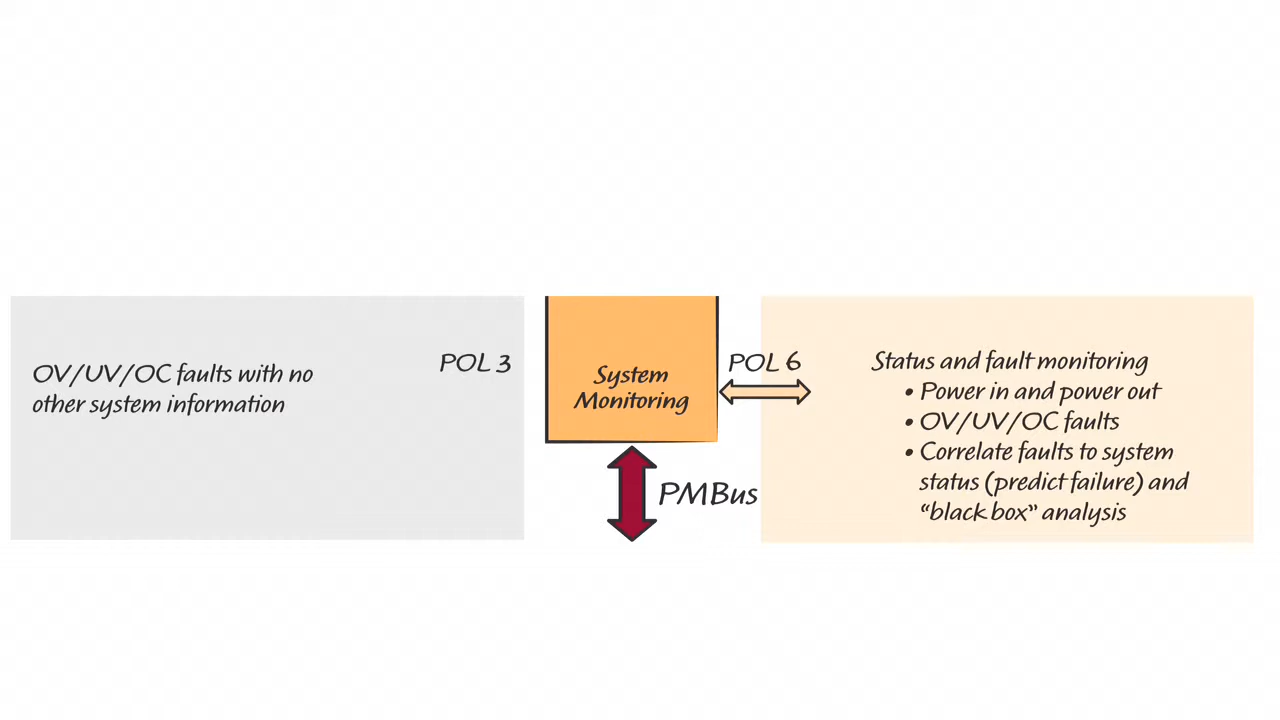 OV/UV/OC faults with no
other system information
POL 3
System
Monitoring
POL 6
PMBus
Status and fault monitoring
• Power in and power out
• OV/UV/OC faults
• Correlate faults to system
status (predict failure) and
“black box” analysis